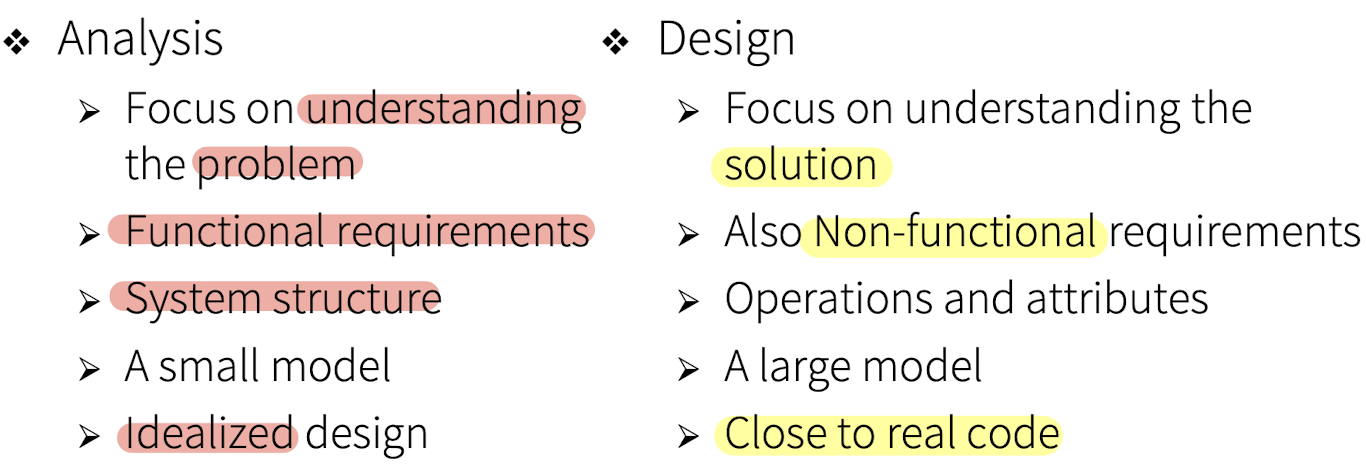 Analysis
Focus on understanding
the problem
Functional requirements
System structure
A small model
Idealized design
Design
Focus on understanding the
solution
Also Non-functional requirements
Operations and attributes
A large model
Close to real code